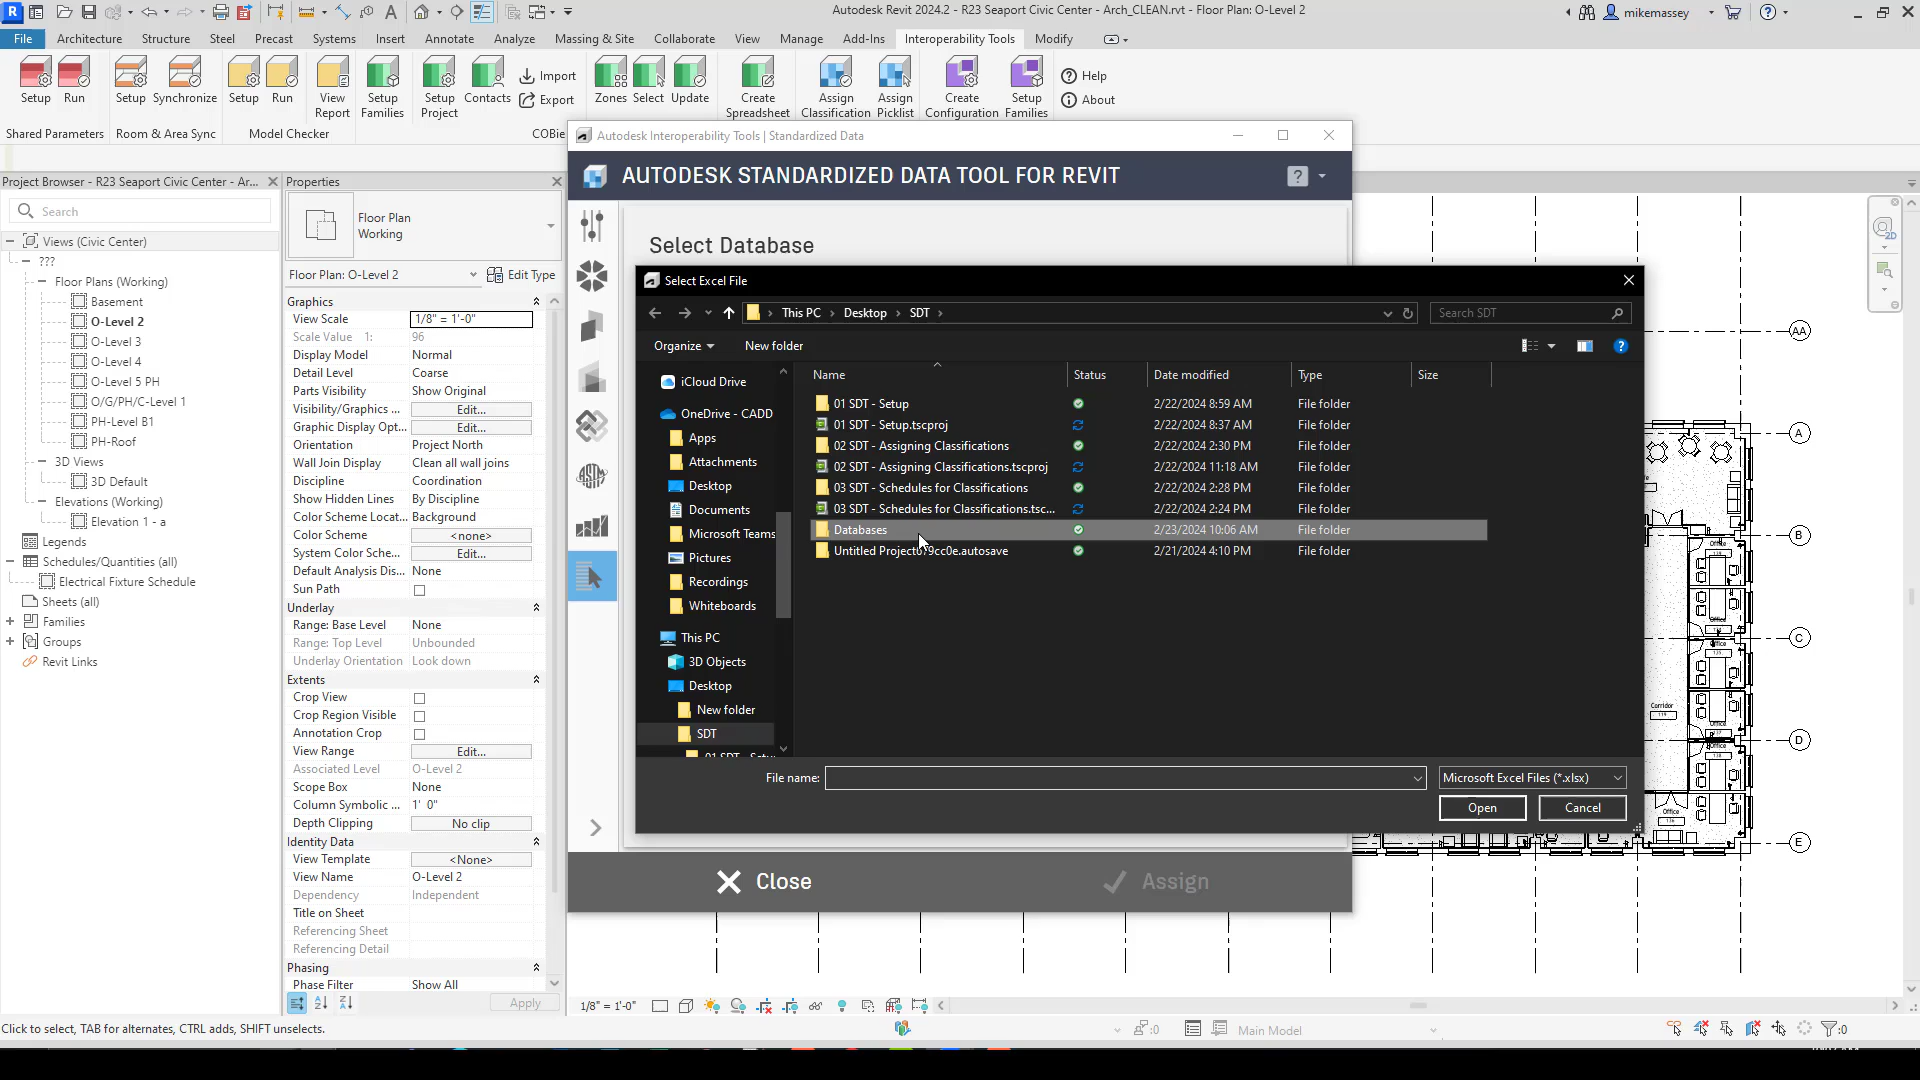 Autodesk Revit 2024.2 - R23 Seaport Civic Center - Arch_CLEAN.rvt - Floor Plan: O-Level 2
mikemassey
File Architecture Structure Steel Precast Systems Insert Annotate Analyze Massing & Site Collaborate View Manage Add-Ins Interoperability Tools Modify
Import
Help
Setup Run Setup Synchronize Setup Run View Setup Setup Contacts Export Zones Select Update Create Assign Assign Create Setup About
Report Families Project Spreadsheet Classification Picklist Configuration Families
Shared Parameters Room & Area Sync Model Checker COBie
Autodesk Interoperability Tools | Standardized Data
AUTODESK STANDARDIZED DATA TOOL FOR REVIT
Select Database
Project Browser - R23 Seaport Civic Center - Ar...
Search
Views (Civic Center)
???
Floor Plans (Working)
Basement
O-Level 2
O-Level 3
O-Level 4
O-Level 5 PH
O/G/PH/C-Level 1
PH-Level B1
PH-Roof
3D Views
3D Default
Elevations (Working)
Elevation 1 - a
Legends
Schedules/Quantities (all)
Electrical Fixture Schedule
Sheets (all)
Families
Groups
Revit Links
Properties
Floor Plan
Working
Floor Plan: O-Level 2 Edit Type
Graphics
View Scale 1/8" = 1'-0"
Scale Value 1: 96
Display Model Normal
Detail Level Coarse
Parts Visibility Show Original
Visibility/Graphics ... Edit...
Graphic Display Opt... Edit...
Orientation Project North
Wall Join Display Clean all wall joins
Discipline Coordination
Show Hidden Lines By Discipline
Color Scheme Locat... Background
Color Scheme <none>
System Color Sche... Edit...
Default Analysis Dis... None
Sun Path
Underlay
Range: Base Level None
Range: Top Level Unbounded
Underlay Orientation Look down
Extents
Crop View
Crop Region Visible
Annotation Crop
View Range Edit...
Associated Level O-Level 2
Scope Box None
Column Symbolic ... 1' 0"
Depth Clipping No clip
Identity Data
View Template <None>
View Name O-Level 2
Dependency Independent
Title on Sheet
Referencing Sheet
Referencing Detail
Phasing
Phase Filter Show All
Apply
Select Excel File
This PC Desktop SDT
Search SDT
Organize New folder
iCloud Drive
OneDrive - CADD
Apps
Attachments
Desktop
Documents
Microsoft Teams
Pictures
Recordings
Whiteboards
This PC
3D Objects
Desktop
New folder
SDT
Name Status Date modified Type Size
01 SDT - Setup 2/22/2024 8:59 AM File folder
01 SDT - Setup.tscproj 2/22/2024 8:37 AM File folder
02 SDT - Assigning Classifications 2/22/2024 2:30 PM File folder
02 SDT - Assigning Classifications.tscproj 2/22/2024 11:18 AM File folder
03 SDT - Schedules for Classifications 2/22/2024 2:28 PM File folder
03 SDT - Schedules for Classifications.tsc... 2/22/2024 2:24 PM File folder
Databases 2/23/2024 10:06 AM File folder
2/21/2024 4:10 PM File folder
File name: Microsoft Excel Files (*.xlsx)
Open Cancel
Close Assign
AA
A
B
C
D
E
Office
Corridor
1/8" = 1'-0"
Click to select, TAB for alternates, CTRL adds, SHIFT unselects.
:0
Main Model
:0